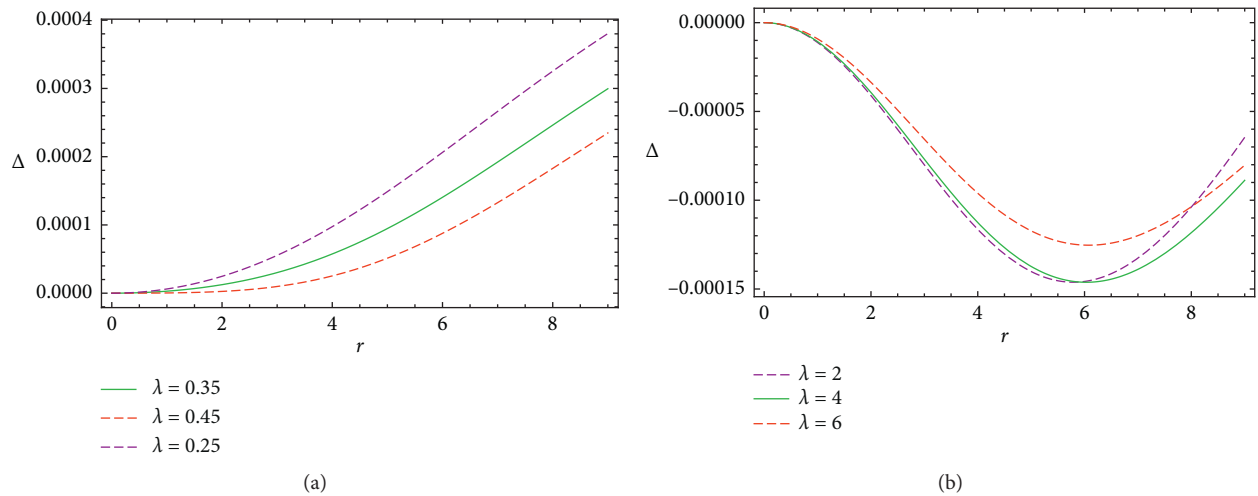 0.0004
0.0003
0.0002
0.0001
0.0000
Δ
0 2 4 6 8
r
λ = 0.35
λ = 0.45
λ = 0.25
(a)
0.00000
−0.00005
−0.00010
−0.00015
Δ
0 2 4 6 8
r
λ = 2
λ = 4
λ = 6
(b)